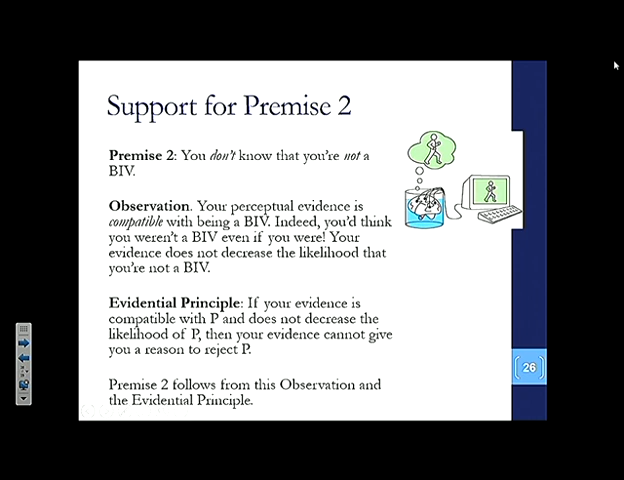 Support for Premise 2
Premise 2: You don't know that you're not a
BIV.
Observation. Your perceptual evidence is
compatible with being a BIV. Indeed, you'd think
you weren't a BIV even if you were! Your
evidence does not decrease the likelihood that
you're not a BIV.
Evidential Principle: If your evidence is
compatible with P and does not decrease the
likelihood of P, then your evidence cannot give
you a reason to reject P.
Premise 2 follows from this Observation and
the Evidential Principle.
26